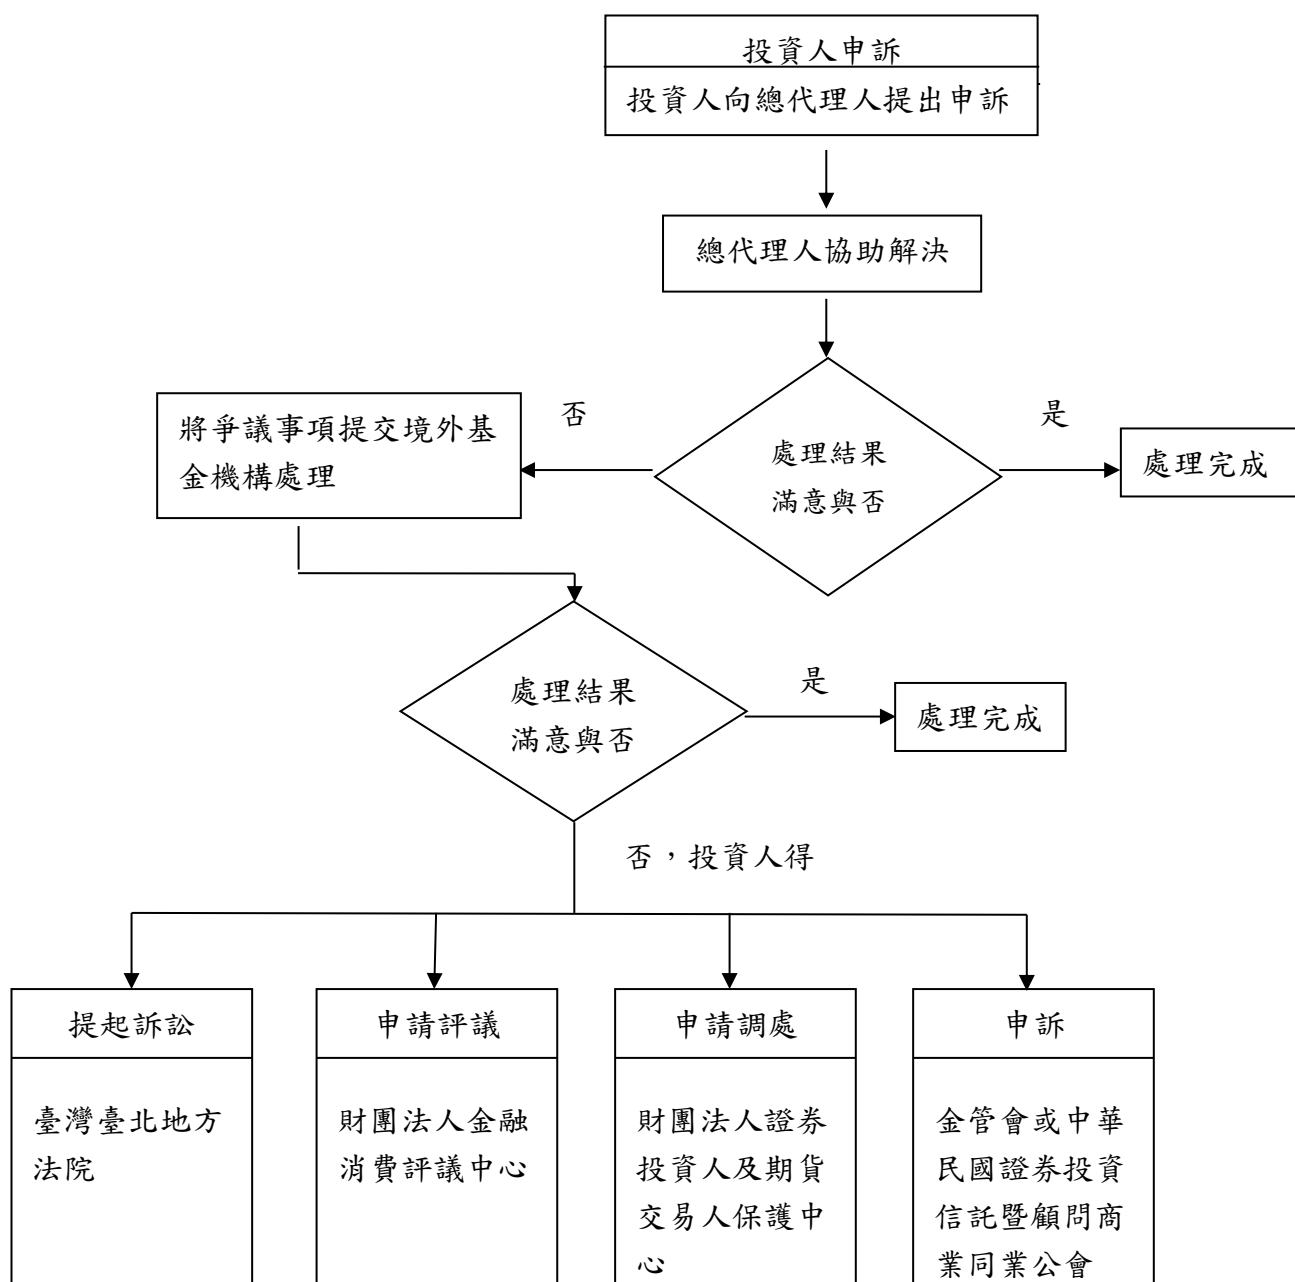 投資人申訴
投資人向總代理人提出申訴
總代理人協助解決
否
是
將爭議事項提交境外基
金機構處理
處理結果
滿意與否
處理完成
處理結果
滿意與否
是
處理完成
否，投資人得
提起訴訟
臺灣臺北地方
法院
申請評議
財團法人金融
消費評議中心
申請調處
財團法人證券
投資人及期貨
交易人保護中
心
申訴
金管會或中華
民國證券投資
信託暨顧問商
業同業公會